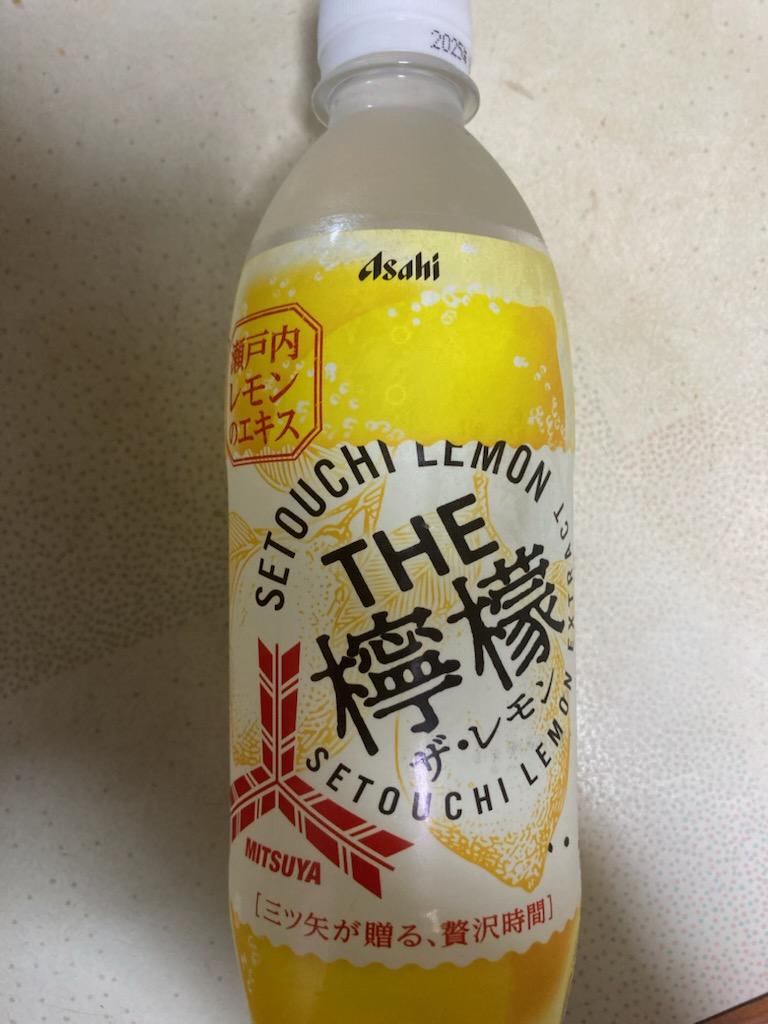 2025
Asahi
瀬戸内
レモン
のエキス
SETOUCHI LEMON
THE
檸檬
ザ・レモン
SETOUCHI LEMON EXTRACT
MITSUYA
[三ツ矢が贈る、贅沢時間]